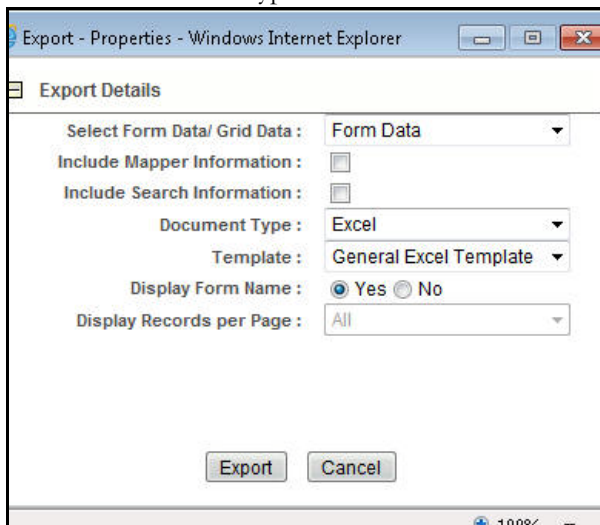 Export - Properties - Windows Internet Explorer
Export Details
Select Form Data/ Grid Data : Form Data
Include Mapper Information :
Include Search Information :
Document Type : Excel
Template : General Excel Template
Display Form Name : Yes No
Display Records per Page : All
Export Cancel